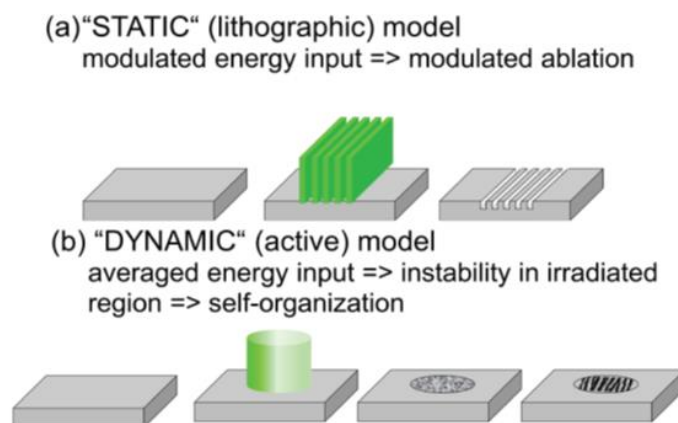 (a)“STATIC“ (lithographic) model
modulated energy input => modulated ablation
(b) “DYNAMIC“ (active) model
averaged energy input => instability in irradiated
region => self-organization